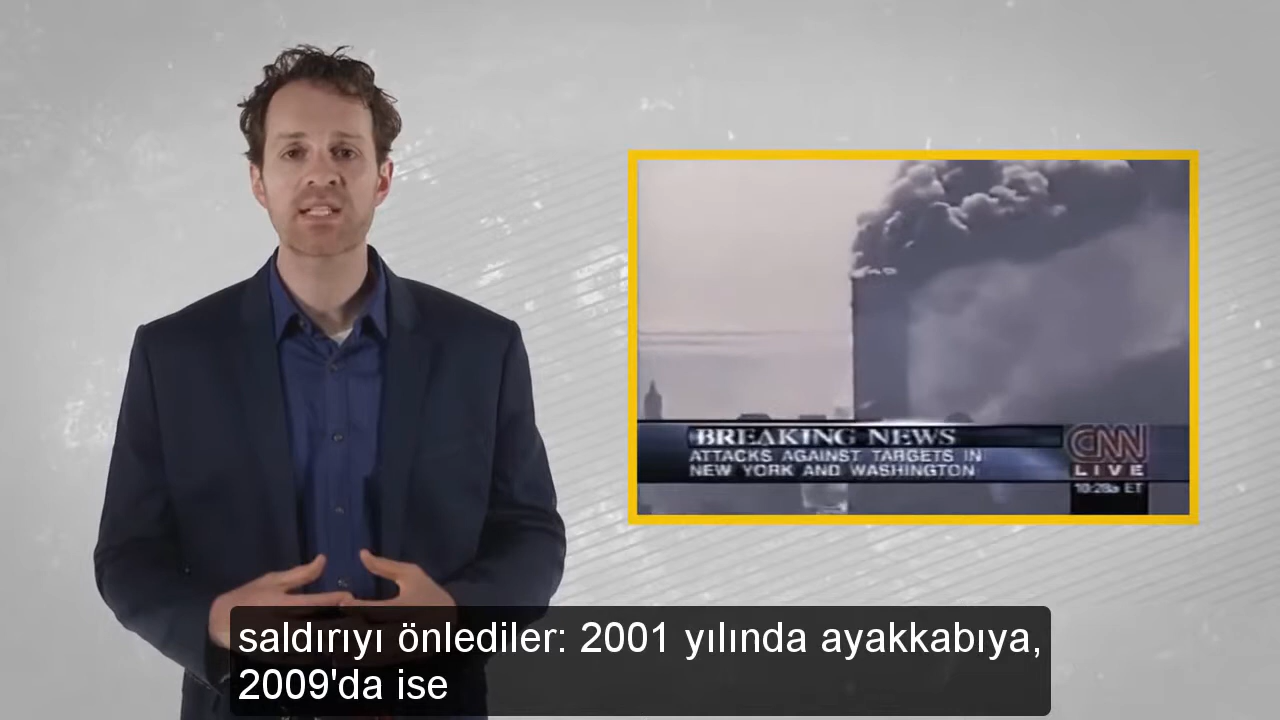 BREAKING NEWS
ATTACKS AGAINST TARGETS IN
NEW YORK AND WASHINGTON
CNN
LIVE
10:28a ET
saldırıyı önlediler: 2001 yılında ayakkabıya,
2009'da ise